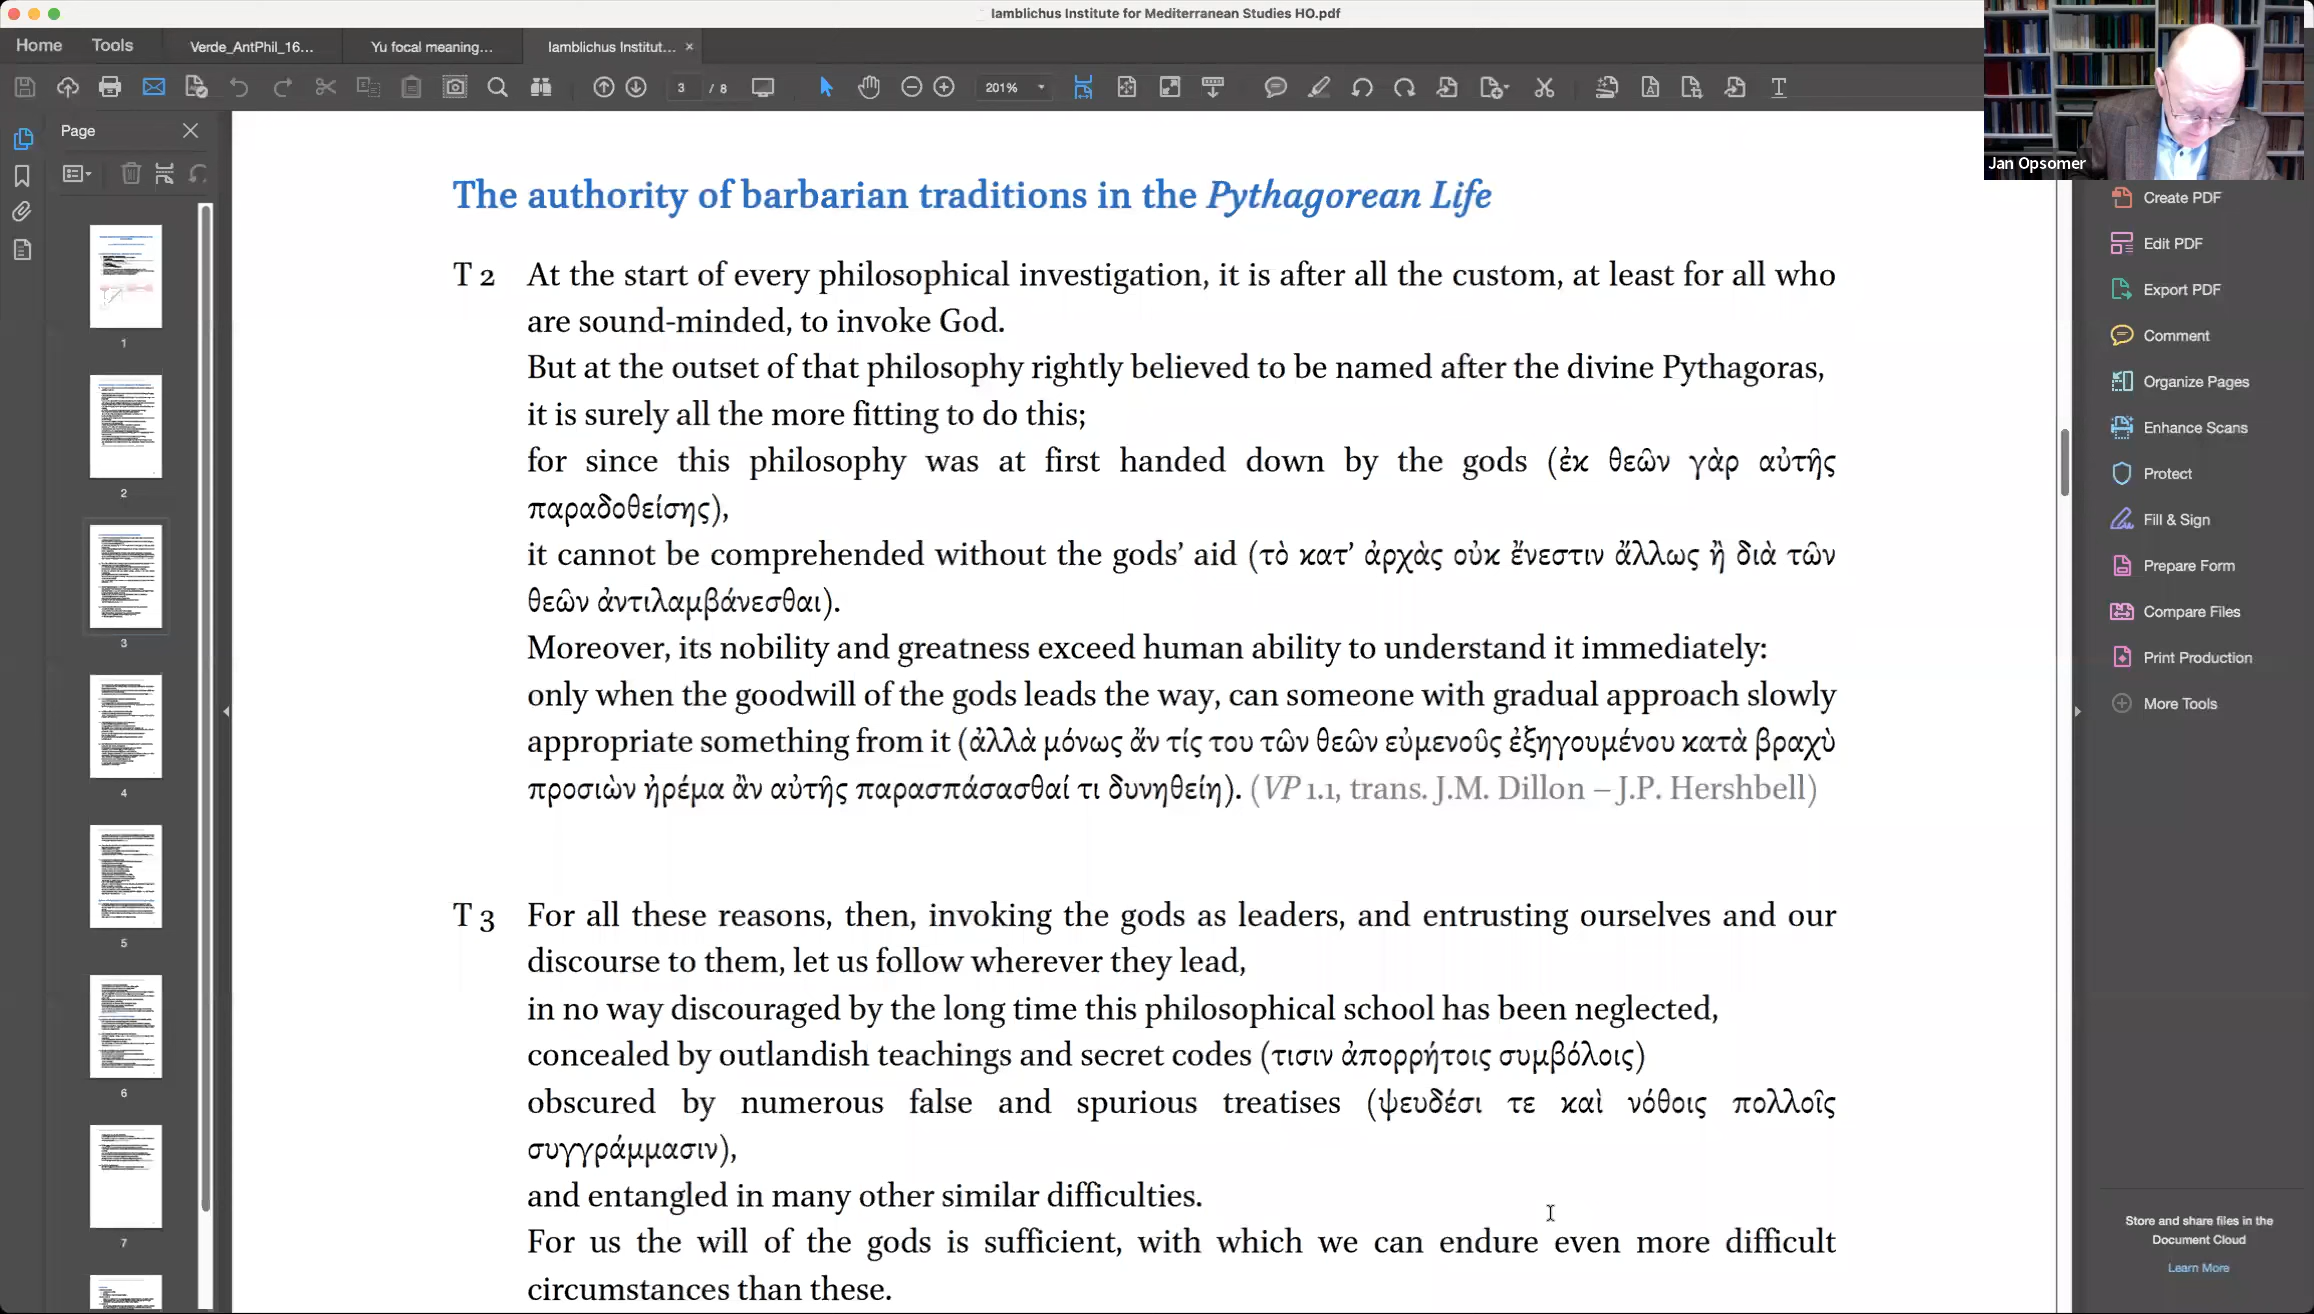 Iamblichus Institute for Mediterranean Studies HO.pdf
Home Tools Verde_AntPhil_16... Yu focal meaning... Iamblichus Institut... ×
3 / 8 201%
Jan Opsomer
Page
1
2
3
4
5
6
7
The authority of barbarian traditions in the Pythagorean Life
T 2 At the start of every philosophical investigation, it is after all the custom, at least for all who
are sound-minded, to invoke God.
But at the outset of that philosophy rightly believed to be named after the divine Pythagoras,
it is surely all the more fitting to do this;
for since this philosophy was at first handed down by the gods (ἐκ θεῶν γὰρ αὐτῆς
παραδοθείσης),
it cannot be comprehended without the gods’ aid (τὸ κατ’ ἀρχὰς οὐκ ἔνεστιν ἄλλως ἢ διὰ τῶν
θεῶν ἀντιλαμβάνεσθαι).
Moreover, its nobility and greatness exceed human ability to understand it immediately:
only when the goodwill of the gods leads the way, can someone with gradual approach slowly
appropriate something from it (ἀλλὰ μόνως ἄν τίς του τῶν θεῶν εὐμενοῦς ἐξηγουμένου κατὰ βραχὺ
προσιὼν ἠρέμα ἂν αὐτῆς παρασπάσασθαί τι δυνηθείη). (VP 1.1, trans. J.M. Dillon – J.P. Hershbell)
T 3 For all these reasons, then, invoking the gods as leaders, and entrusting ourselves and our
discourse to them, let us follow wherever they lead,
in no way discouraged by the long time this philosophical school has been neglected,
concealed by outlandish teachings and secret codes (τισιν ἀπορρήτοις συμβόλοις)
obscured by numerous false and spurious treatises (ψευδέσι τε καὶ νόθοις πολλοῖς
συγγράμμασιν),
and entangled in many other similar difficulties.
For us the will of the gods is sufficient, with which we can endure even more difficult
circumstances than these.
Create PDF
Edit PDF
Export PDF
Comment
Organize Pages
Enhance Scans
Protect
Fill & Sign
Prepare Form
Compare Files
Print Production
More Tools
Store and share files in the
Document Cloud
Learn More